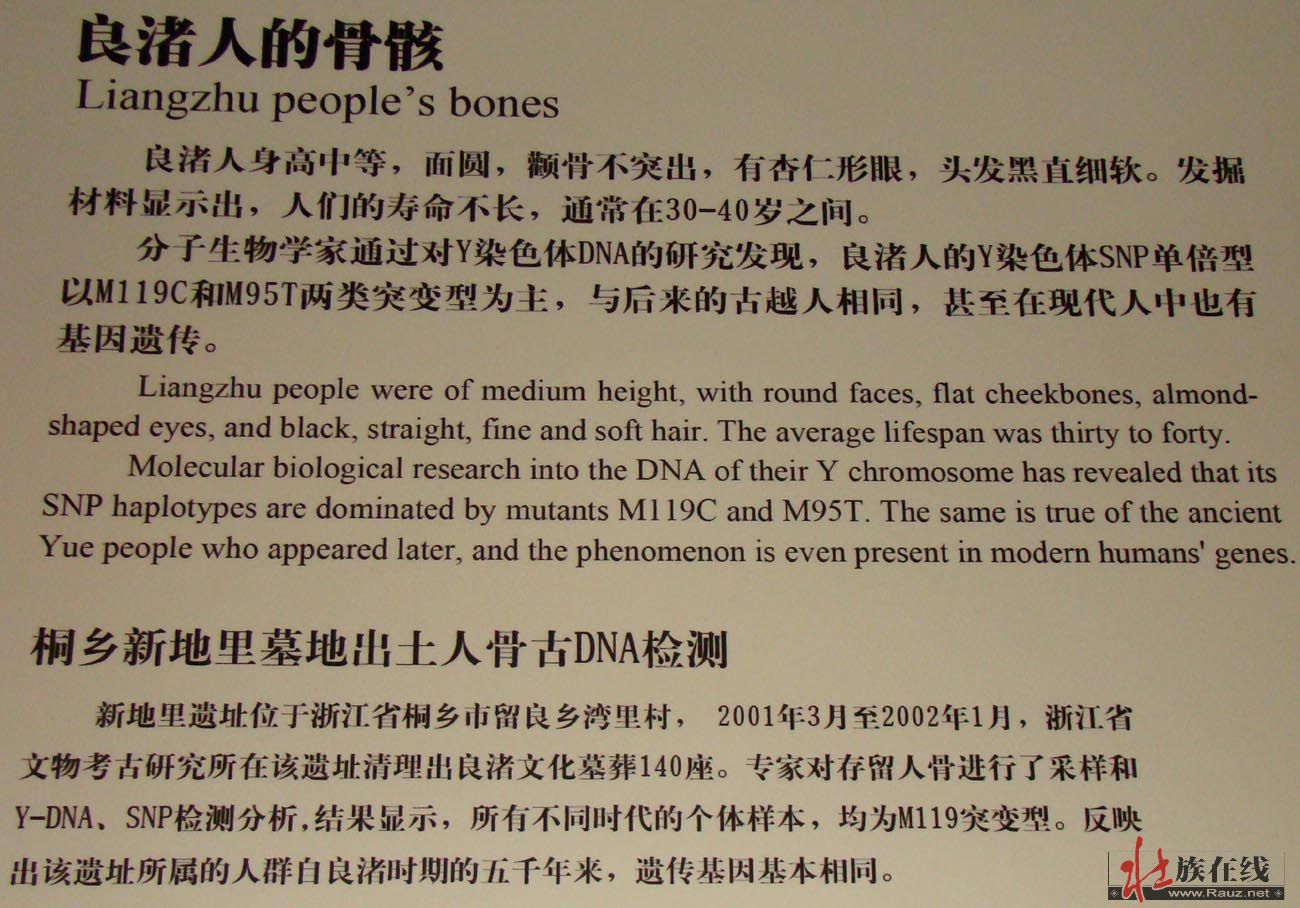 良渚人的骨骸
Liangzhu people's bones
良渚人身高中等，面圆，颧骨不突出，有杏仁形眼，头发黑直细软。发掘
材料显示出，人们的寿命不长，通常在30-40岁之间。
分子生物学家通过对Y染色体DNA的研究发现，良渚人的Y染色体SNP单倍型
以M119C和M95T两类突变型为主，与后来的古越人相同，甚至在现代人中也有
基因遗传。
Liangzhu people were of medium height, with round faces, flat cheekbones, almond-
shaped eyes, and black, straight, fine and soft hair. The average lifespan was thirty to forty.
Molecular biological research into the DNA of their Y chromosome has revealed that its
SNP haplotypes are dominated by mutants M119C and M95T. The same is true of the ancient
Yue people who appeared later, and the phenomenon is even present in modern humans' genes.
桐乡新地里墓地出土人骨古DNA检测
新地里遗址位于浙江省桐乡市留良乡湾里村， 2001年3月至2002年1月，浙江省
文物考古研究所在该遗址清理出良渚文化墓葬140座。专家对存留人骨进行了采样和
Y-DNA、SNP检测分析,结果显示，所有不同时代的个体样本，均为M119突变型。反映
出该遗址所属的人群自良渚时期的五千年来，遗传基因基本相同。
壮族在线
www.Rauz.net